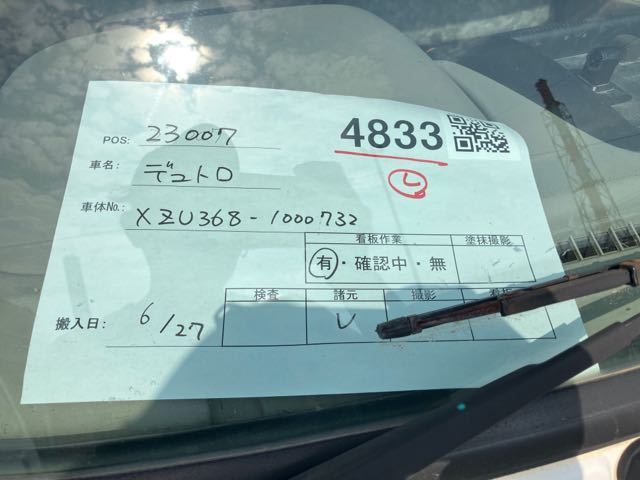 POS: 23007
4833
車名: デュトロ
レ
車体No.: XZU368-1000732
看板作業 塗抹撮影
有・確認中・無
検査 諸元 撮影
搬入日: 6/27 レ